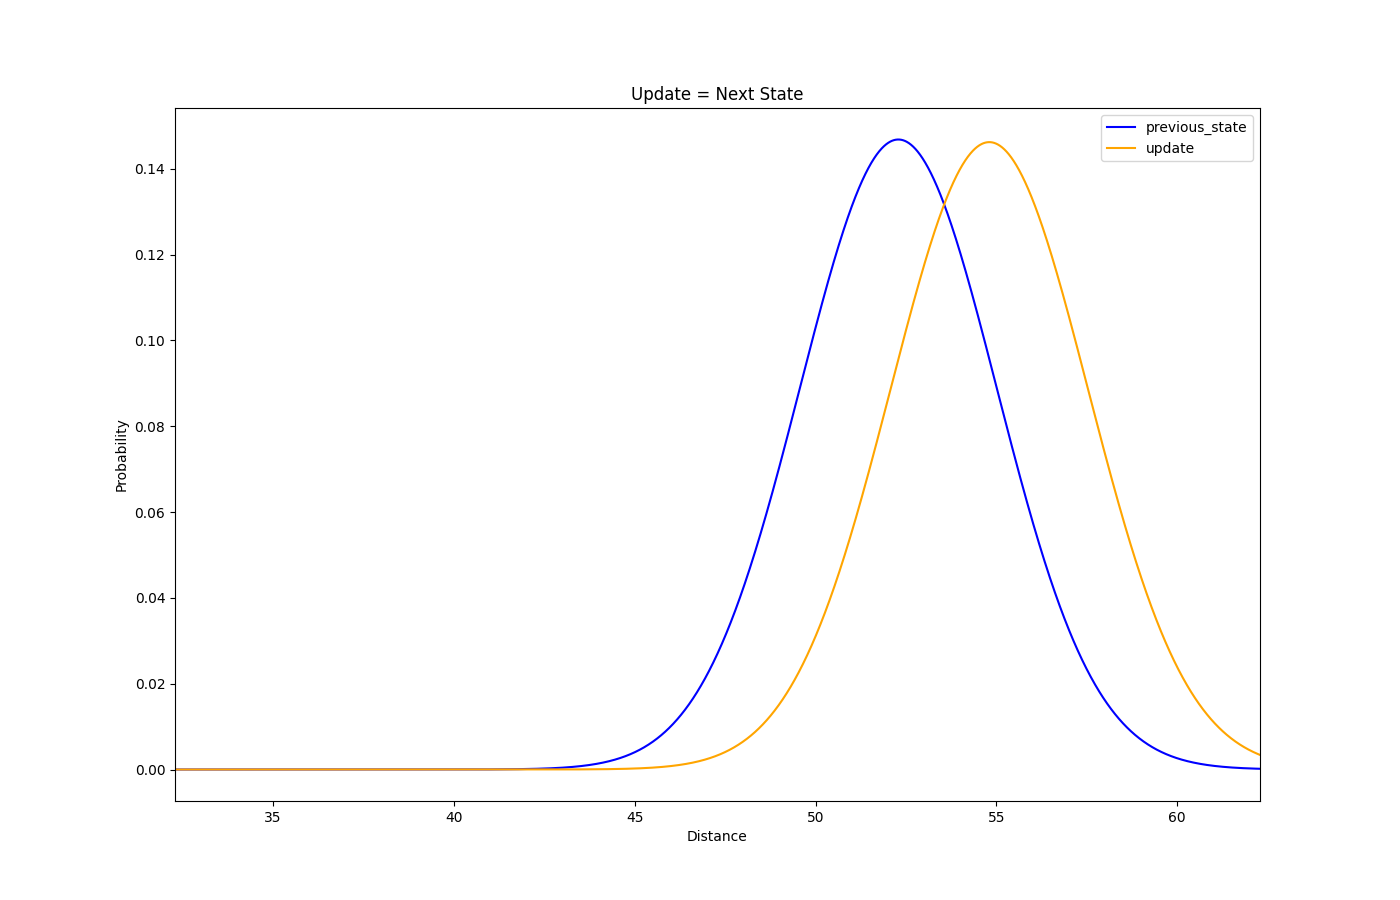 Update = Next State
previous_state
update
0.14
0.12
0.10
0.08
0.06
0.04
0.02
0.00
Probability
35 40 45 50 55 60
Distance